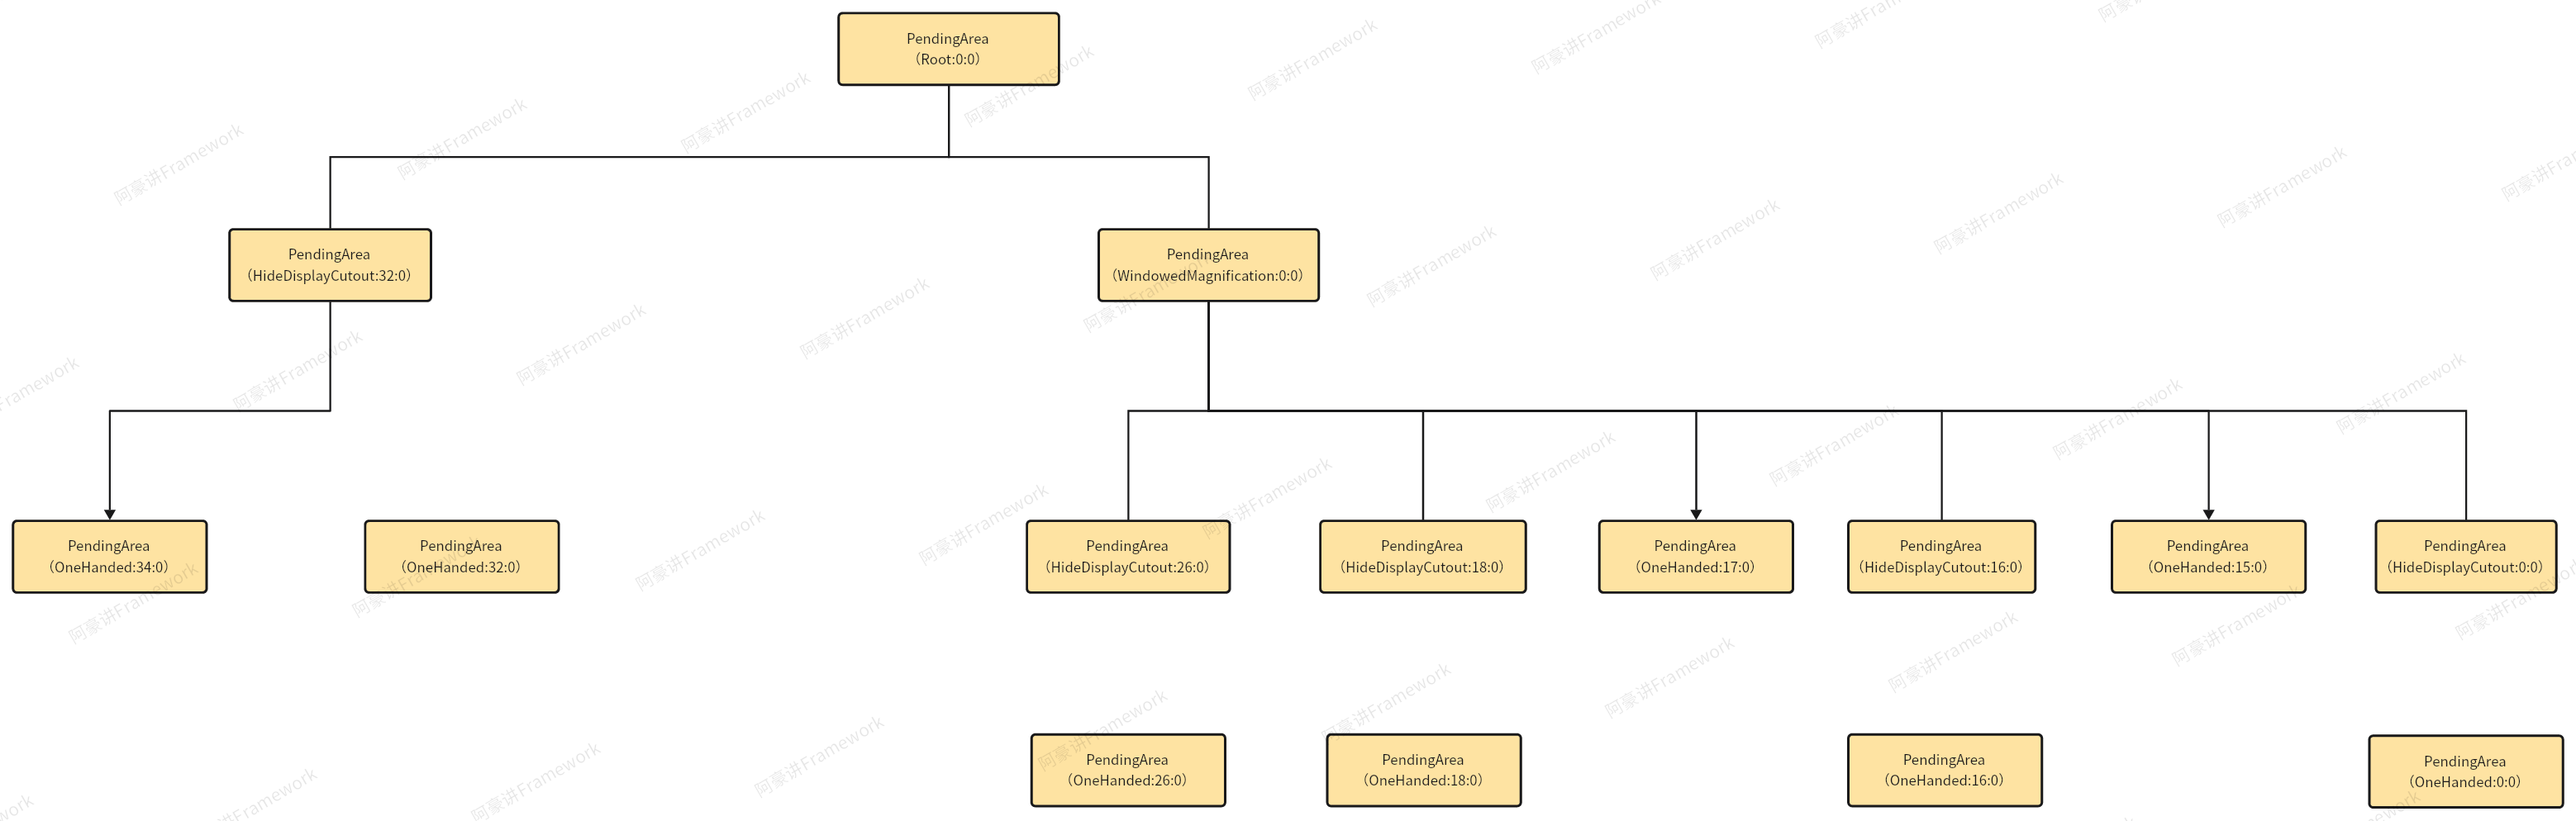 PendingArea
（Root:0:0）
PendingArea
（HideDisplayCutout:32:0）
PendingArea
（WindowedMagnification:0:0）
PendingArea
（OneHanded:34:0）
PendingArea
（OneHanded:32:0）
PendingArea
（HideDisplayCutout:26:0）
PendingArea
（HideDisplayCutout:18:0）
PendingArea
（OneHanded:17:0）
PendingArea
（HideDisplayCutout:16:0）
PendingArea
（OneHanded:15:0）
PendingArea
（HideDisplayCutout:0:0）
PendingArea
（OneHanded:26:0）
PendingArea
（OneHanded:18:0）
PendingArea
（OneHanded:16:0）
PendingArea
（OneHanded:0:0）
阿豪讲Framework